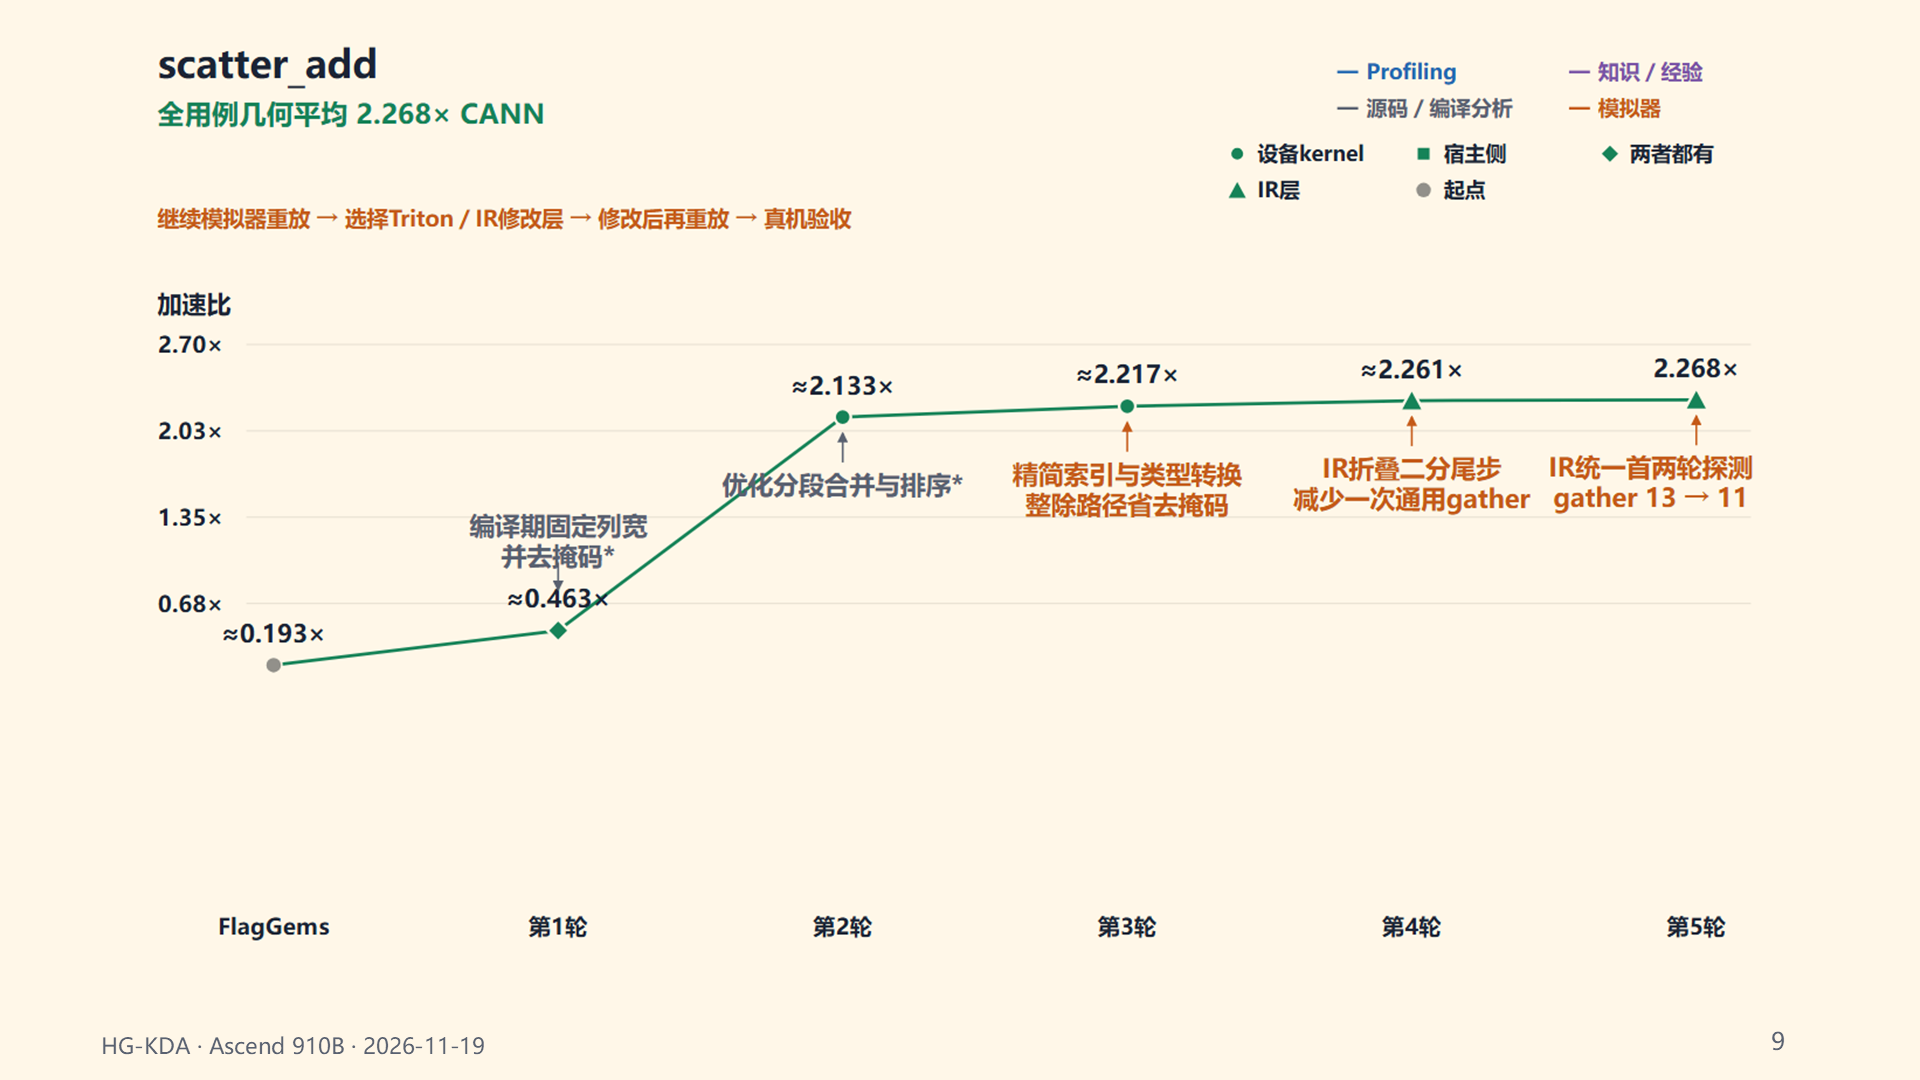 scatter_add
全用例几何平均 2.268× CANN
— Profiling
— 知识 / 经验
— 源码 / 编译分析
— 模拟器
● 设备kernel
■ 宿主侧
◆ 两者都有
▲ IR层
● 起点
继续模拟器重放 → 选择Triton / IR修改层 → 修改后再重放 → 真机验收
加速比
2.70×
2.03×
1.35×
0.68×
≈0.193×
编译期固定列宽
并去掩码*
≈0.463×
≈2.133×
优化分段合并与排序*
≈2.217×
精简索引与类型转换
整除路径省去掩码
≈2.261×
IR折叠二分尾步
减少一次通用gather
2.268×
IR统一首两轮探测
gather 13 → 11
FlagGems
第1轮
第2轮
第3轮
第4轮
第5轮
HG-KDA · Ascend 910B · 2026-11-19
9